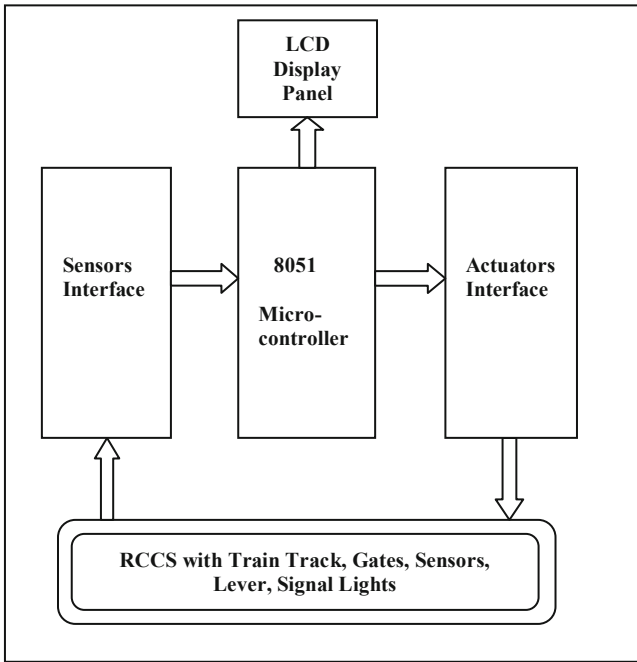 LCD
Display
Panel
Sensors
Interface
8051
Micro-
controller
Actuators
Interface
RCCS with Train Track, Gates, Sensors,
Lever, Signal Lights